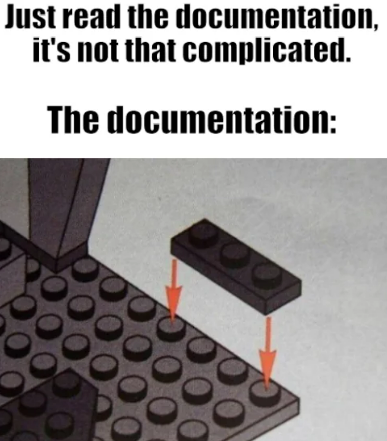 Just read the documentation,
it's not that complicated.
The documentation: